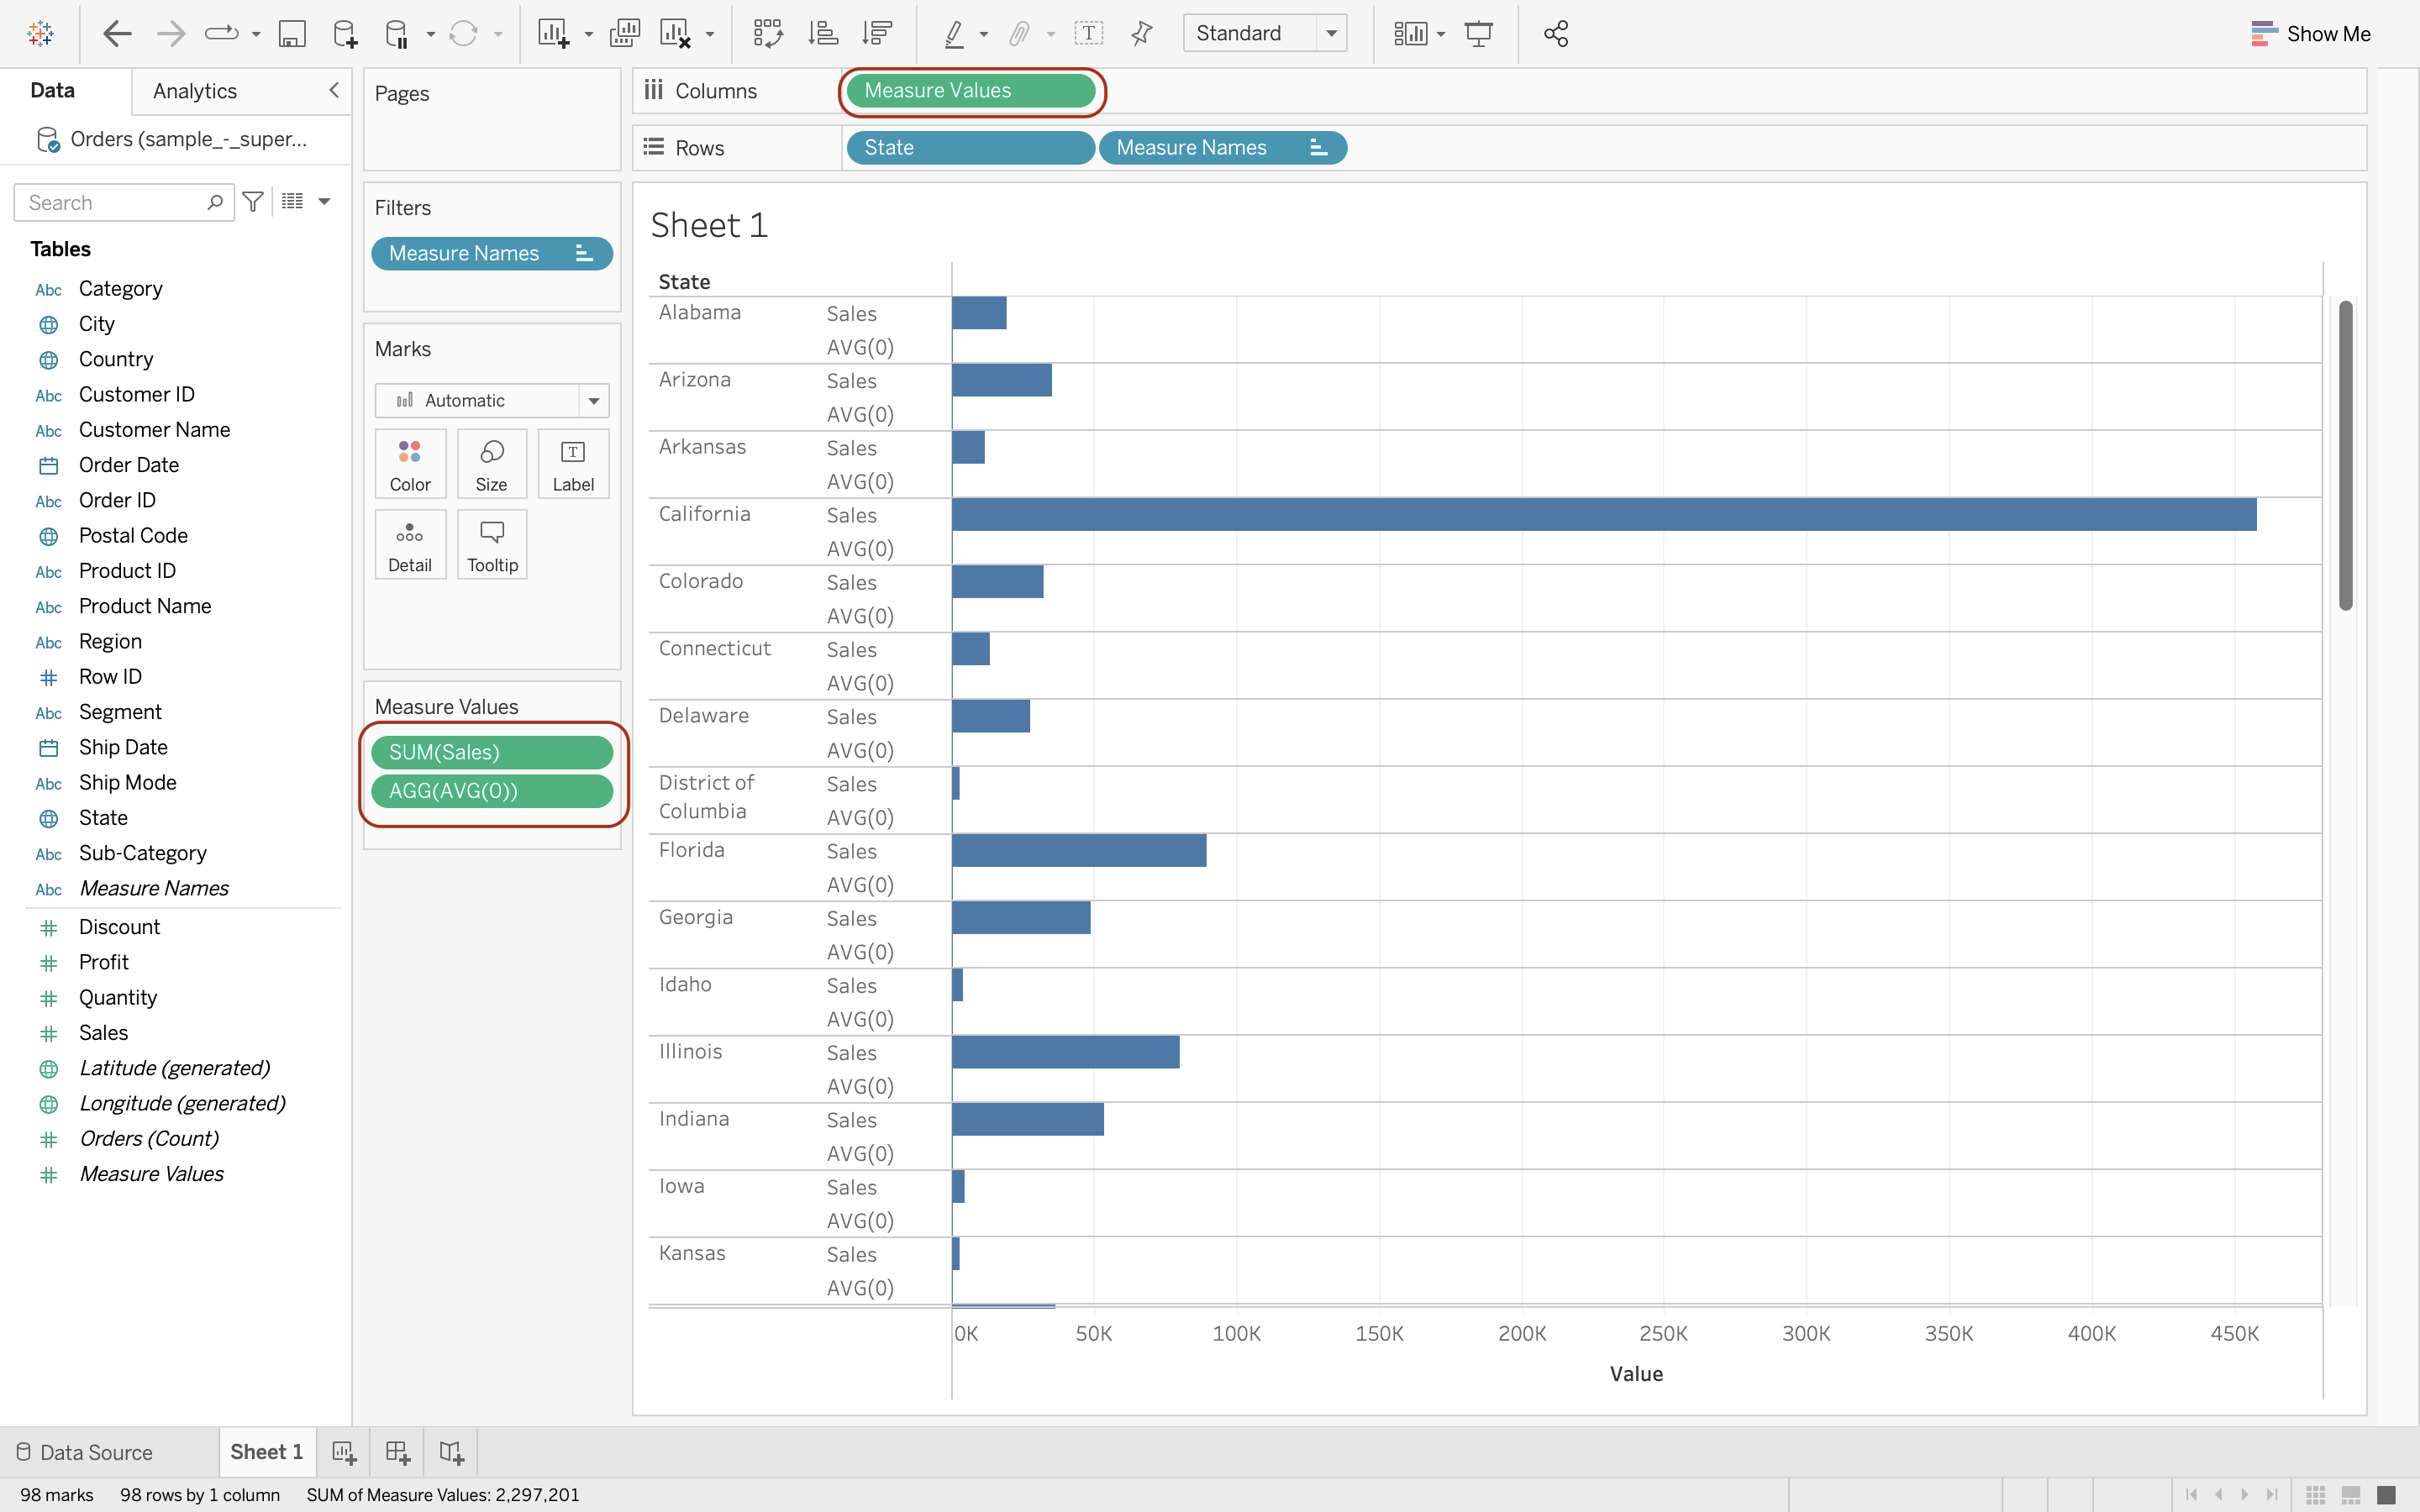 Standard
Show Me
Data
Analytics
Orders (sample_-_super...
Search
Tables
Abc Category
City
Country
Abc Customer ID
Abc Customer Name
Order Date
Abc Order ID
Postal Code
Abc Product ID
Abc Product Name
Abc Region
Row ID
Abc Segment
Ship Date
Abc Ship Mode
State
Abc Sub-Category
Abc Measure Names
Discount
Profit
Quantity
Sales
Latitude (generated)
Longitude (generated)
Orders (Count)
Measure Values
Pages
Filters
Measure Names
Marks
Automatic
Color Size Label
Detail Tooltip
Measure Values
SUM(Sales)
AGG(AVG(0))
Columns Measure Values
Rows State Measure Names
Sheet 1
State
Alabama Sales
AVG(0)
Arizona Sales
AVG(0)
Arkansas Sales
AVG(0)
California Sales
AVG(0)
Colorado Sales
AVG(0)
Connecticut Sales
AVG(0)
Delaware Sales
AVG(0)
District of Sales
Columbia AVG(0)
Florida Sales
AVG(0)
Georgia Sales
AVG(0)
Idaho Sales
AVG(0)
Illinois Sales
AVG(0)
Indiana Sales
AVG(0)
Iowa Sales
AVG(0)
Kansas Sales
AVG(0)
0K 50K 100K 150K 200K 250K 300K 350K 400K 450K
Value
Data Source Sheet 1
98 marks 98 rows by 1 column SUM of Measure Values: 2,297,201